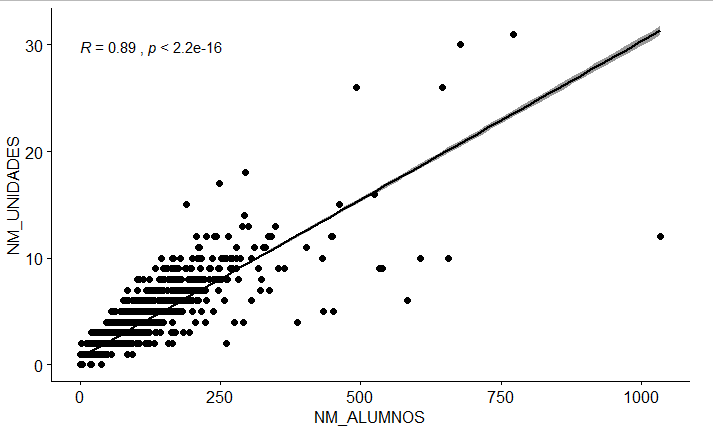 R = 0.89 , p < 2.2e-16
NM_UNIDADES
30
20
10
0
0 250 500 750 1000
NM_ALUMNOS